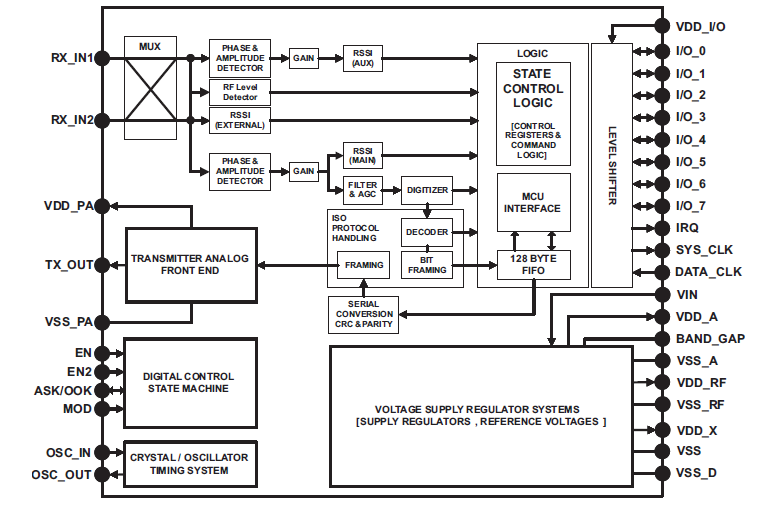 MUX
RX_IN1
RX_IN2
PHASE &
AMPLITUDE
DETECTOR
GAIN
RSSI
(AUX)
RF Level
Detector
RSSI
(EXTERNAL)
PHASE &
AMPLITUDE
DETECTOR
GAIN
RSSI
(MAIN)
FILTER
& AGC
DIGITIZER
ISO
PROTOCOL
HANDLING
DECODER
FRAMING
BIT
FRAMING
SERIAL
CONVERSION
CRC & PARITY
LOGIC
STATE
CONTROL
LOGIC
[CONTROL
REGISTERS &
COMMAND
LOGIC]
MCU
INTERFACE
128 BYTE
FIFO
LEVEL SHIFTER
VDD_I/O
I/O_0
I/O_1
I/O_2
I/O_3
I/O_4
I/O_5
I/O_6
I/O_7
IRQ
SYS_CLK
DATA_CLK
VIN
VDD_A
BAND_GAP
VSS_A
VDD_RF
VSS_RF
VDD_X
VSS
VSS_D
VDD_PA
TX_OUT
VSS_PA
TRANSMITTER ANALOG
FRONT END
EN
EN2
ASK/OOK
MOD
DIGITAL CONTROL
STATE MACHINE
OSC_IN
OSC_OUT
CRYSTAL / OSCILLATOR
TIMING SYSTEM
VOLTAGE SUPPLY REGULATOR SYSTEMS
[ SUPPLY REGULATORS , REFERENCE VOLTAGES ]